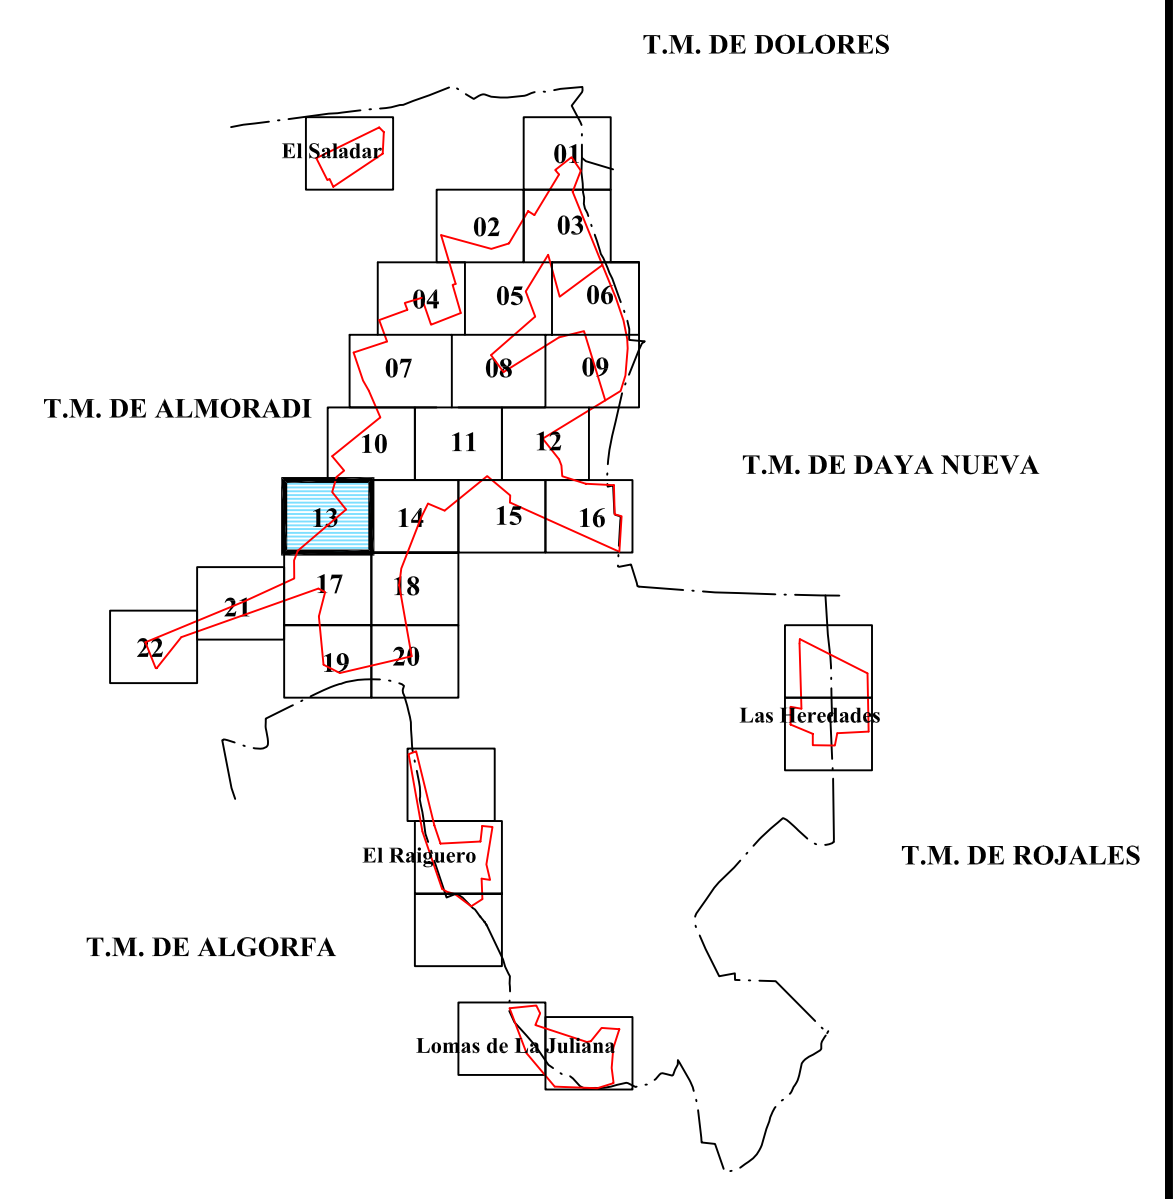 T.M. DE DOLORES
El Saladar
01
02
03
04
05
06
07
08
09
T.M. DE ALMORADI
10
11
12
T.M. DE DAYA NUEVA
13
14
15
16
17
18
21
22
19
20
Las Heredades
El Raiguero
T.M. DE ROJALES
T.M. DE ALGORFA
Lomas de La Juliana